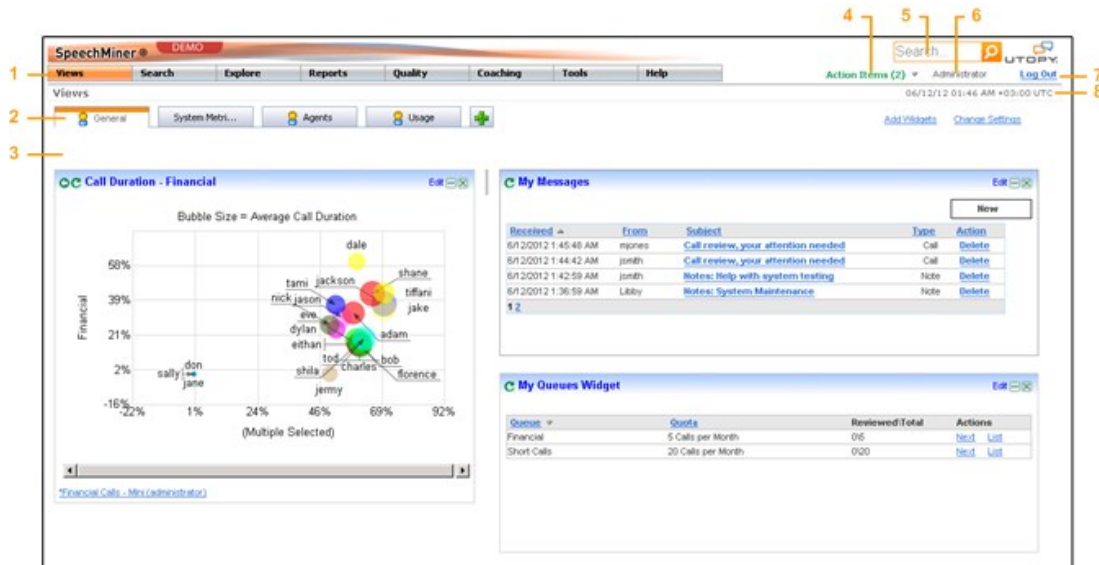 4 5 6
SpeechMiner ® DEMO
Search...
UTOPY
1
Views Search Explore Reports Quality Coaching Tools Help
Action Items (2) Administrator Log Out
7
Views
06/12/12 01:46 AM +03:00 UTC
8
2
General System Metri... Agents Usage
Add Widgets Change Settings
3
Call Duration - Financial Edit
Bubble Size = Average Call Duration
Financial
58%
39%
21%
2%
-16%
dale
shane
tami jackson
tiffani
nick jason
jake
eve
dylan
adam
eithan
tod bob
charles
shila florence
jermy
don
sally
jane
-22% 1% 24% 46% 69% 92%
(Multiple Selected)
*Financial Calls - Mini (administrator)
My Messages Edit
New
Received From Subject Type Action
6/12/2012 1:45:48 AM mjones Call review, your attention needed Call Delete
6/12/2012 1:44:42 AM jsmith Call review, your attention needed Call Delete
6/12/2012 1:42:59 AM jsmith Notes: Help with system testing Note Delete
6/12/2012 1:36:59 AM Libby Notes: System Maintenance Note Delete
1 2
My Queues Widget Edit
Queue Quota Reviewed\Total Actions
Financial 5 Calls per Month 0\5 Next List
Short Calls 20 Calls per Month 0\20 Next List